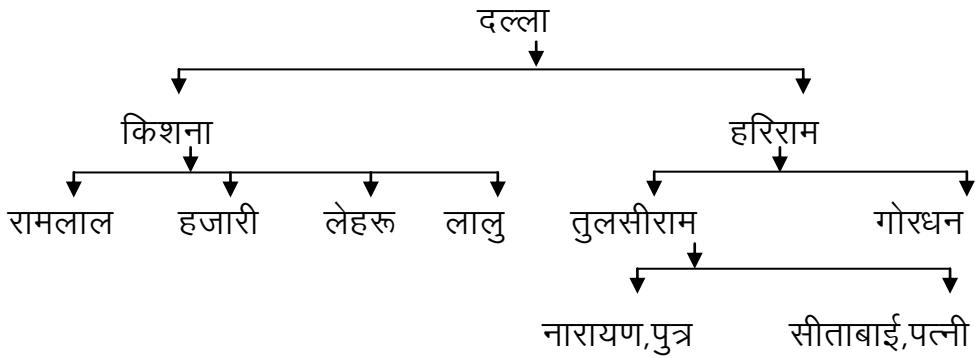 दल्ला
किशना हरिराम
रामलाल हजारी लेहरू लालु तुलसीराम गोरधन
नारायण,पुत्र सीताबाई,पत्नी